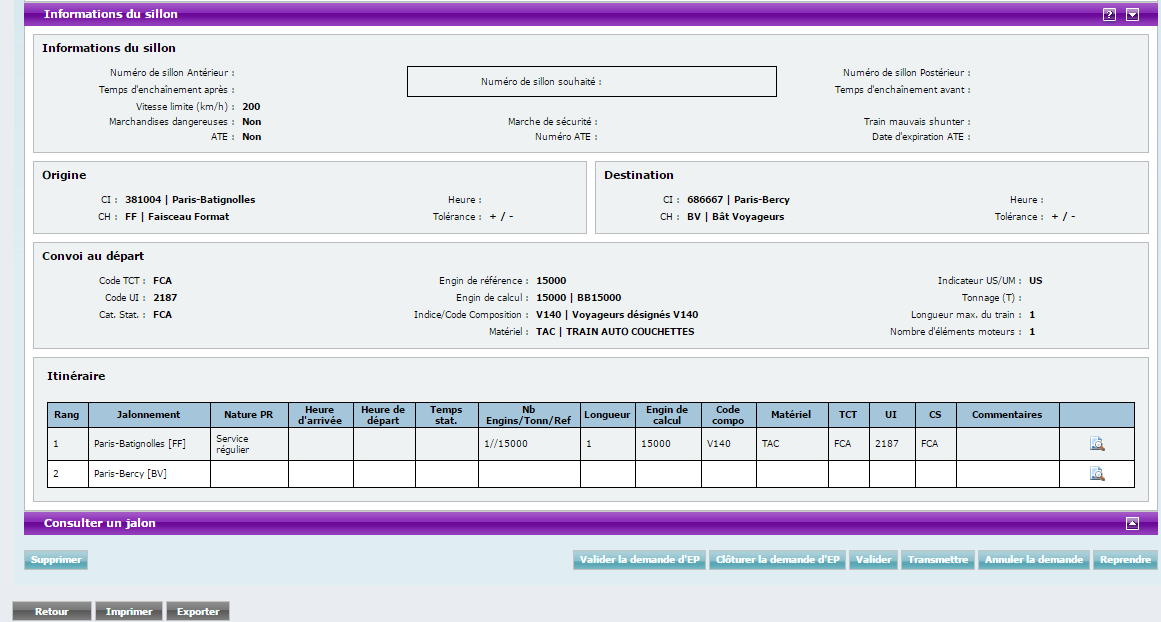 Informations du sillon
?
Informations du sillon
Numéro de sillon Antérieur :
Numéro de sillon souhaité :
Numéro de sillon Postérieur :
Temps d'enchaînement après :
Temps d'enchaînement avant :
Vitesse limite (km/h) : 200
Marchandises dangereuses : Non
Marche de sécurité :
Train mauvais shunter :
ATE : Non
Numéro ATE :
Date d'expiration ATE :
Origine
CI : 381004 | Paris-Batignolles
Heure :
CH : FF | Faisceau Format
Tolérance : + / -
Destination
CI : 686667 | Paris-Bercy
Heure :
CH : BV | Bât Voyageurs
Tolérance : + / -
Convoi au départ
Code TCT : FCA
Engin de référence : 15000
Indicateur US/UM : US
Code UI : 2187
Engin de calcul : 15000 | BB15000
Tonnage (T) :
Cat. Stat. : FCA
Indice/Code Composition : V140 | Voyageurs désignés V140
Longueur max. du train : 1
Matériel : TAC | TRAIN AUTO COUCHETTES
Nombre d'éléments moteurs : 1
Itinéraire
Rang Jalonnement Nature PR Heure d'arrivée Heure de départ Temps stat. Nb Engins/Tonn/Ref Longueur Engin de calcul Code compo Matériel TCT UI CS Commentaires
1 Paris-Batignolles [FF] Service régulier 1//15000 1 15000 V140 TAC FCA 2187 FCA
2 Paris-Bercy [BV]
Consulter un jalon
Supprimer Valider la demande d'EP Clôturer la demande d'EP Valider Transmettre Annuler la demande Reprendre
Retour Imprimer Exporter